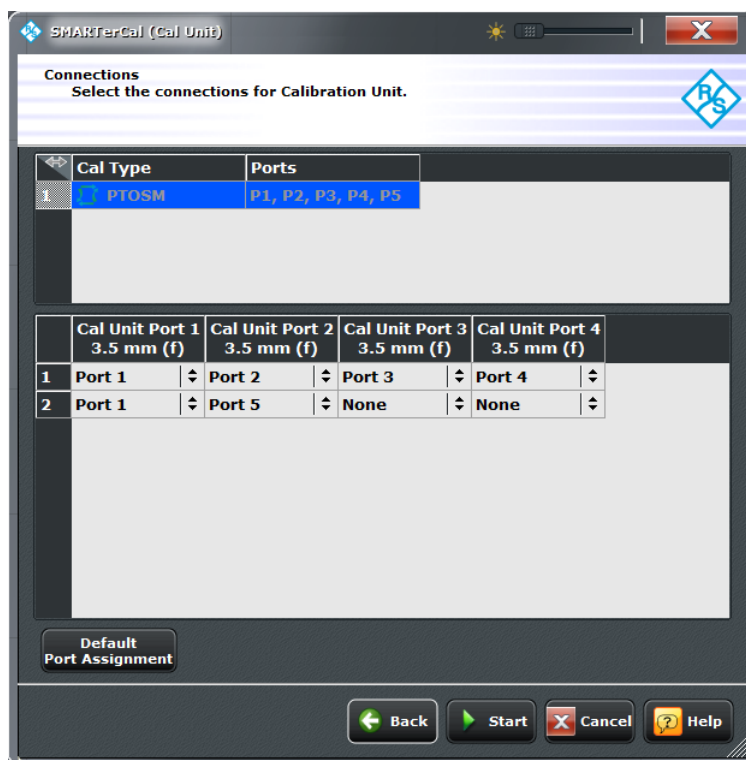 SMARTerCal (Cal Unit)
X
Connections
Select the connections for Calibration Unit.
R&S
Cal Type Ports
1 PTOSM P1, P2, P3, P4, P5
Cal Unit Port 1 Cal Unit Port 2 Cal Unit Port 3 Cal Unit Port 4
3.5 mm (f) 3.5 mm (f) 3.5 mm (f) 3.5 mm (f)
1 Port 1 Port 2 Port 3 Port 4
2 Port 1 Port 5 None None
Default
Port Assignment
Back Start X Cancel ? Help